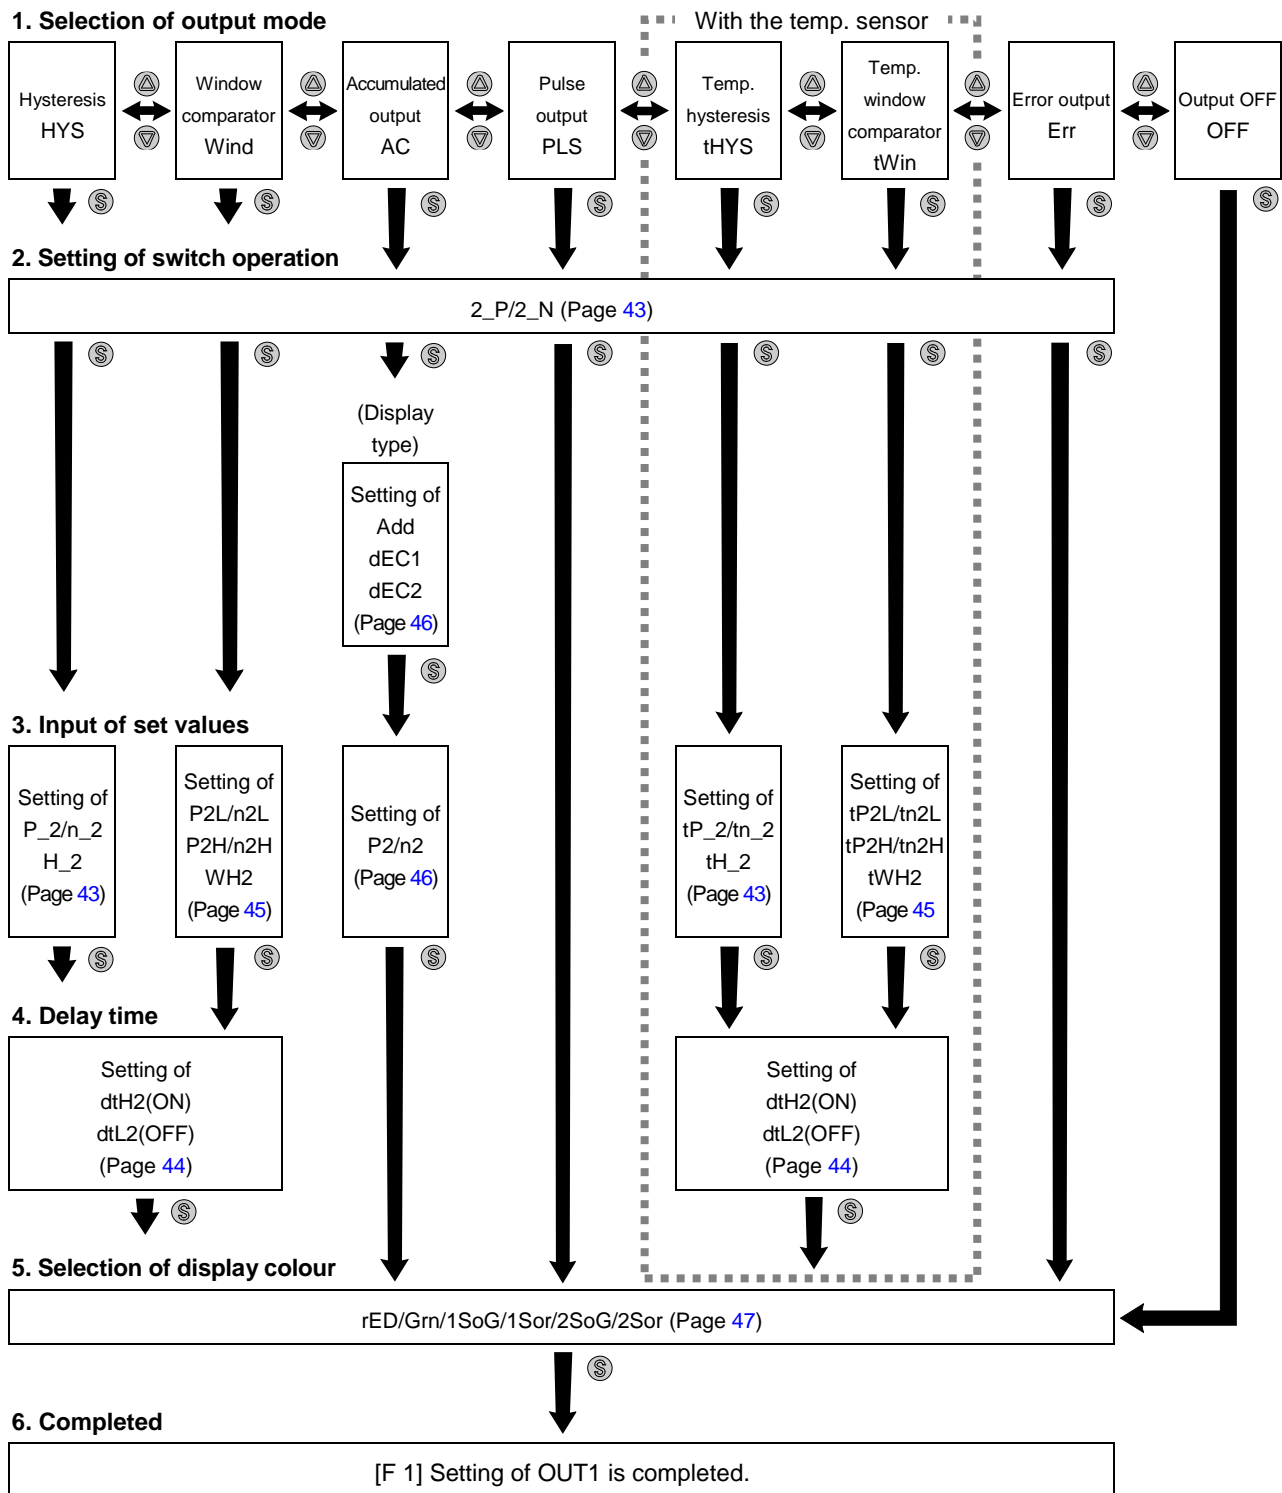 1. Selection of output mode
With the temp. sensor
Hysteresis
HYS
Window
comparator
Wind
Accumulated
output
AC
Pulse
output
PLS
Temp.
hysteresis
tHYS
Temp.
window
comparator
tWin
Error output
Err
Output OFF
OFF
S
S
S
S
S
S
S
S
2. Setting of switch operation
2_P/2_N (Page 43)
S
S
S
S
S
S
S
(Display
type)
Setting of
Add
dEC1
dEC2
(Page 46)
S
3. Input of set values
Setting of
P_2/n_2
H_2
(Page 43)
Setting of
P2L/n2L
P2H/n2H
WH2
(Page 45)
Setting of
P2/n2
(Page 46)
Setting of
tP_2/tn_2
tH_2
(Page 43)
Setting of
tP2L/tn2L
tP2H/tn2H
tWH2
(Page 45
S
S
S
S
S
4. Delay time
Setting of
dtH2(ON)
dtL2(OFF)
(Page 44)
Setting of
dtH2(ON)
dtL2(OFF)
(Page 44)
S
S
5. Selection of display colour
rED/Grn/1SoG/1Sor/2SoG/2Sor (Page 47)
S
6. Completed
[F 1] Setting of OUT1 is completed.